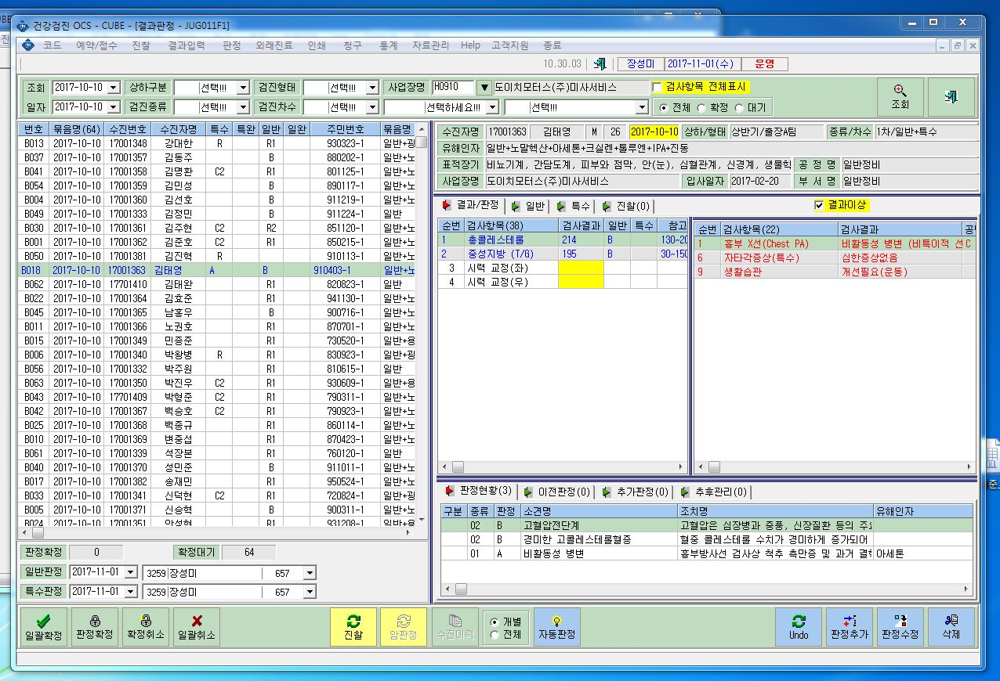 건강검진 OCS - CUBE - [결과판정 - JUG011F1]
코드 예약/접수 진찰 결과입력 판정 외래진료 인쇄 청구 통계 자료관리 Help 고객지원 종료
10.30.03 장성미 2017-11-01(수) 운영
조회 2017-10-10 상하구분 [선택!!! 검진형태 [선택!!! 사업장명 H0910 ▼ 도이치모터스(주)미사서비스 검사항목 전체표시
일자 2017-10-10 검진종류 [선택!!! 검진차수 [선택!!! [선택하세요!!! [선택!!! 전체 확정 대기
조회
번호 묶음명(64) 수진번호 수진자명 특수 특완 일반 일완 주민번호 묶음명
B013 2017-10-10 17001348 강대한 R R1 930323-1 일반+광
B037 2017-10-10 17001357 김동주 B 880202-1 일반+노
B041 2017-10-10 17001358 김명환 C2 R1 801125-1 일반+노
B054 2017-10-10 17001359 김민성 B 890117-1 일반+노
B004 2017-10-10 17001360 김선호 B 911219-1 일반+노
B049 2017-10-10 17001333 김정민 B 911224-1 일반
B030 2017-10-10 17001361 김주현 C2 R2 851120-1 일반+노
B001 2017-10-10 17001362 김준호 C2 R1 850215-1 일반+노
B050 2017-10-10 17001381 김진혁 R 910113-1 일반+노
B018 2017-10-10 17001363 김태영 A B 910403-1 일반+노
B062 2017-10-10 17701410 김태완 R1 820823-1 일반
B022 2017-10-10 17001364 김효준 R1 941130-1 일반+노
B045 2017-10-10 17001365 남홍우 B 900716-1 일반+노
B011 2017-10-10 17001366 노권호 R1 870701-1 일반+노
B015 2017-10-10 17001349 민종준 R1 730520-1 일반+용
B006 2017-10-10 17001340 박왕병 R R1 830923-1 일반+광
B056 2017-10-10 17001332 박주원 R1 810615-1 일반
B063 2017-10-10 17001350 박진우 C2 R1 930609-1 일반+용
B043 2017-10-10 17701409 박형준 C2 R1 790311-1 일반+노
B042 2017-10-10 17001367 백승호 C2 R1 790923-1 일반+노
B025 2017-10-10 17001368 백종규 R1 860114-1 일반+노
B010 2017-10-10 17001369 변중섭 R1 870423-1 일반+노
B061 2017-10-10 17001339 석장본 R1 760120-1 일반
B040 2017-10-10 17001370 성민준 B 911011-1 일반+노
B017 2017-10-10 17001382 송재민 R1 950524-1 일반+노
B033 2017-10-10 17001341 신덕현 C2 R1 720824-1 일반+광
B005 2017-10-10 17001371 신승혁 B 900311-1 일반+노
B024 2017-10-10 17001351 안성혁 R1 931208-1 일반+용
판정확정 0 확정대기 64
일반판정 2017-11-01 3259 장성미 657
특수판정 2017-11-01 3259 장성미 657
수진자명 17001363 김태영 M 26 2017-10-10 상하/형태 상반기/출장A팀 종류/차수 1차/일반+특수
유해인자 일반+노말헥산+아세톤+크실렌+톨루엔+IPA+진동
표적장기 비뇨기계, 간담도계, 피부와 점막, 안(눈), 심혈관계, 신경계, 생물학 공 정 명 일반정비
사업장명 도이치모터스(주)미사서비스 입사일자 2017-02-20 부 서 명 일반정비
결과/판정 일반 특수 진찰(0) 결과이상
순번 검사항목(38) 검사결과 일반 특수 참고
1 총콜레스테롤 214 B 130~20
2 중성지방 (T/G) 195 B 30~150
3 시력 교정(좌)
4 시력 교정(우)
순번 검사항목(22) 검사결과
1 흉부 X선(Chest PA) 비활동성 병변 (비특이적 선 C
6 자타각증상(특수) 심한증상없음
9 생활습관 개선필요(운동)
판정현황(3) 이전판정(0) 추가판정(0) 추후관리(0)
구분 종류 판정 소견명 조치명 유해인자
02 B 고혈압전단계 고혈압은 심장병과 중풍, 신장질환 등의 주요
02 B 경미한 고콜레스테롤혈증 혈중 콜레스테롤 수치가 경미하게 증가되어
01 A 비활동성 병변 흉부방사선 검사상 척추 측만증 및 과거 결핵 아세톤
일괄확정 판정확정 확정취소 일괄취소 진찰 암판정 수진이력 개별 전체 자동판정 Undo 판정추가 판정수정 삭제